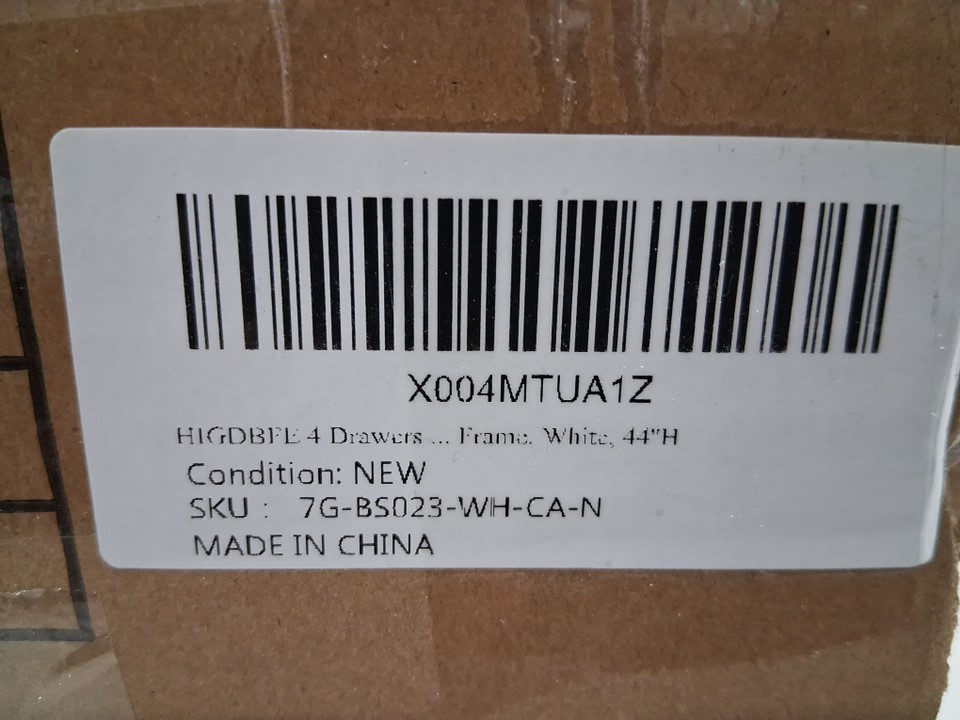 X004MTUA1Z
HIGDBFE 4 Drawers ... Frame, White, 44"H
Condition: NEW
SKU : 7G-BS023-WH-CA-N
MADE IN CHINA